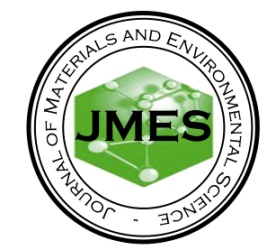 JOURNAL OF MATERIALS AND ENVIRONMENTAL SCIENCE -
JMES